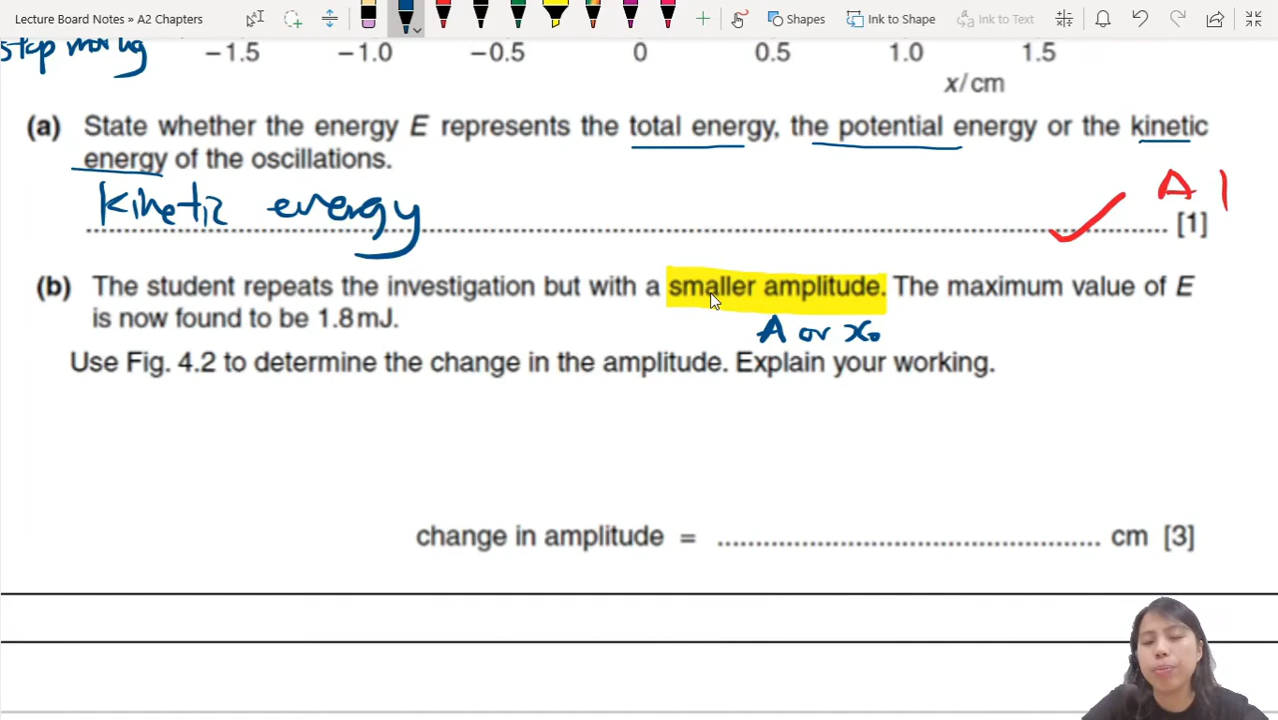 Lecture Board Notes » A2 Chapters
Shapes
Ink to Shape
Ink to Text
stop moving
−1.5 −1.0 −0.5 0 0.5 1.0 1.5
x/cm
(a) State whether the energy E represents the total energy, the potential energy or the kinetic
energy of the oscillations.
kinetic energy
A1
[1]
(b) The student repeats the investigation but with a smaller amplitude. The maximum value of E
is now found to be 1.8 mJ.
A or x₀
Use Fig. 4.2 to determine the change in the amplitude. Explain your working.
change in amplitude = ............................................ cm [3]